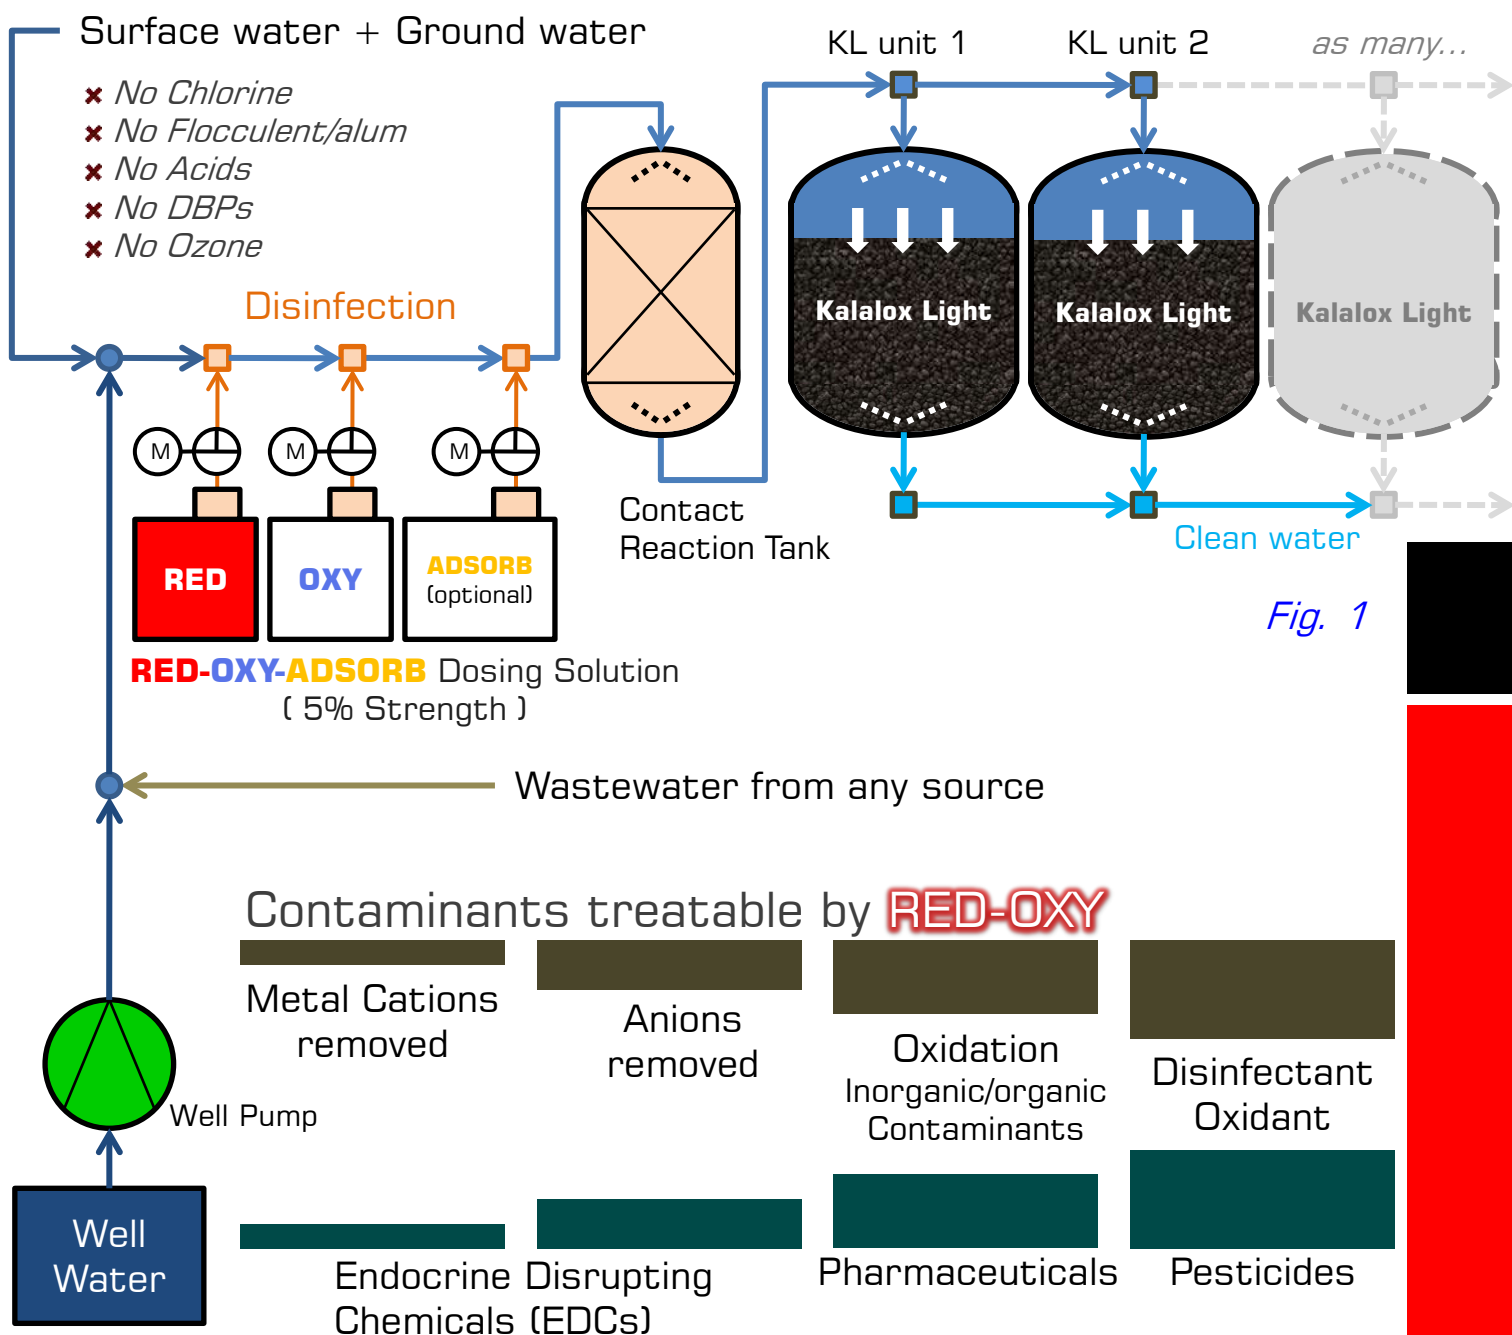 Surface water + Ground water
No Chlorine
No Flocculent/alum
No Acids
No DBPs
No Ozone
Disinfection
KL unit 1
KL unit 2
as many...
Kalalox Light
Kalalox Light
Kalalox Light
M
M
M
RED
OXY
ADSORB
(optional)
Contact
Reaction Tank
Clean water
Fig. 1
RED-OXY-ADSORB Dosing Solution
( 5% Strength )
Wastewater from any source
Contaminants treatable by RED-OXY
Metal Cations
removed
Anions
removed
Oxidation
Inorganic/organic
Contaminants
Disinfectant
Oxidant
Well Pump
Well
Water
Endocrine Disrupting
Chemicals (EDCs)
Pharmaceuticals
Pesticides